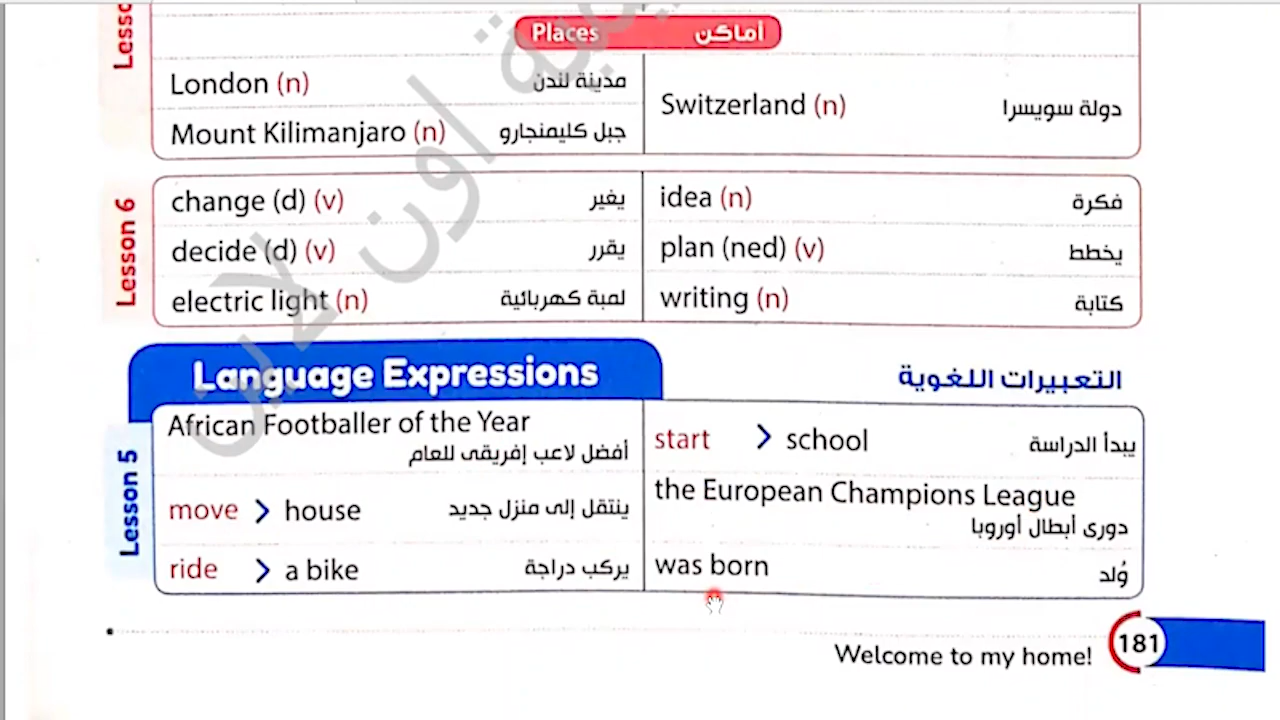 Places أماكن
London (n) مدينة لندن
Switzerland (n) دولة سويسرا
Mount Kilimanjaro (n) جبل كليمنجارو
Lesson 6
change (d) (v) يغير
idea (n) فكرة
decide (d) (v) يقرر
plan (ned) (v) يخطط
electric light (n) لمبة كهربائية
writing (n) كتابة
Language Expressions التعبيرات اللغوية
Lesson 5
African Footballer of the Year
أفضل لاعب إفريقى للعام
start > school يبدأ الدراسة
move > house ينتقل إلى منزل جديد
the European Champions League
دورى أبطال أوروبا
ride > a bike يركب دراجة
was born وُلد
Welcome to my home! 181